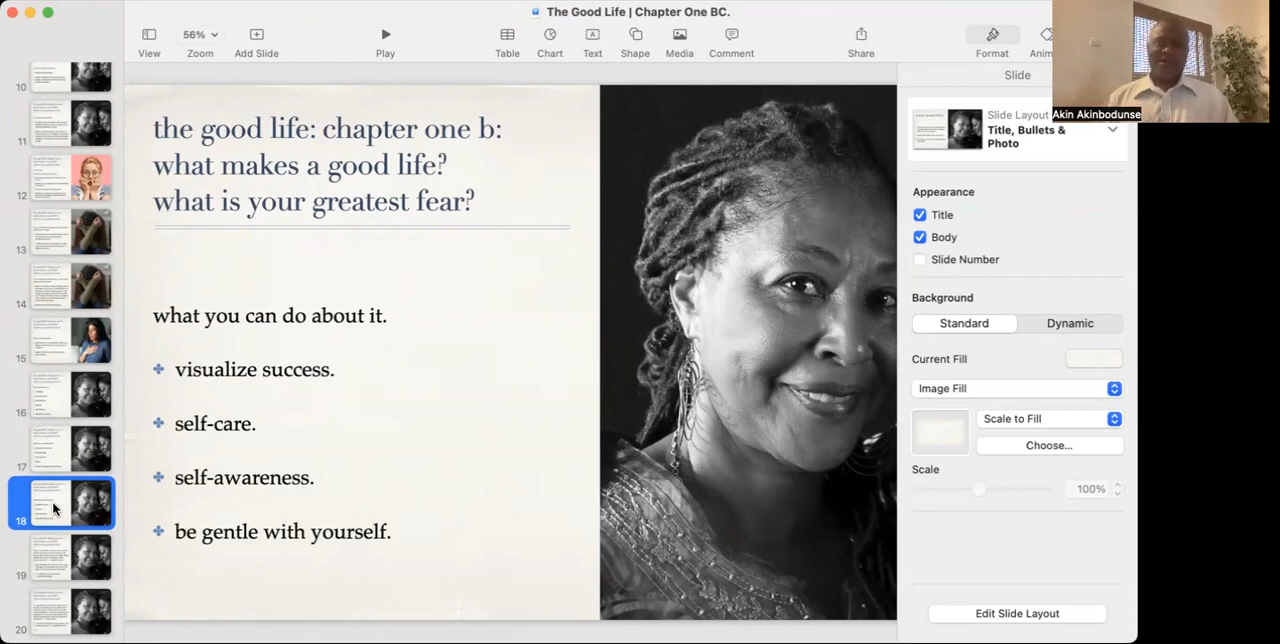 The Good Life | Chapter One BC.
View
56%
Zoom
Add Slide
Play
Table
Chart
Text
Shape
Media
Comment
Share
Format
Anim
Akin Akinbodunse
10
11
12
13
14
15
16
17
18
19
20
the good life: chapter one b:
what makes a good life?
what is your greatest fear?
what you can do about it.
visualize success.
self-care.
self-awareness.
be gentle with yourself.
Slide
Slide Layout
Title, Bullets &
Photo
Appearance
Title
Body
Slide Number
Background
Standard Dynamic
Current Fill
Image Fill
Scale to Fill
Choose...
Scale
100%
Edit Slide Layout